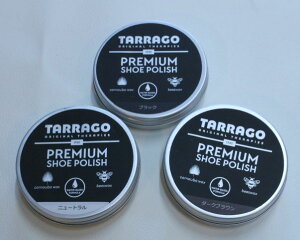 TARRAGO
ORIGINAL THERAPIES
PREMIUM
SHOE POLISH
carnauba wax
beeswax
ブラック
TARRAGO
ORIGINAL THERAPIES
PREMIUM
SHOE POLISH
carnauba wax
beeswax
ニュートラル
TARRAGO
ORIGINAL THERAPIES
PREMIUM
SHOE POLISH
carnauba wax
beeswax
ダークブラウン